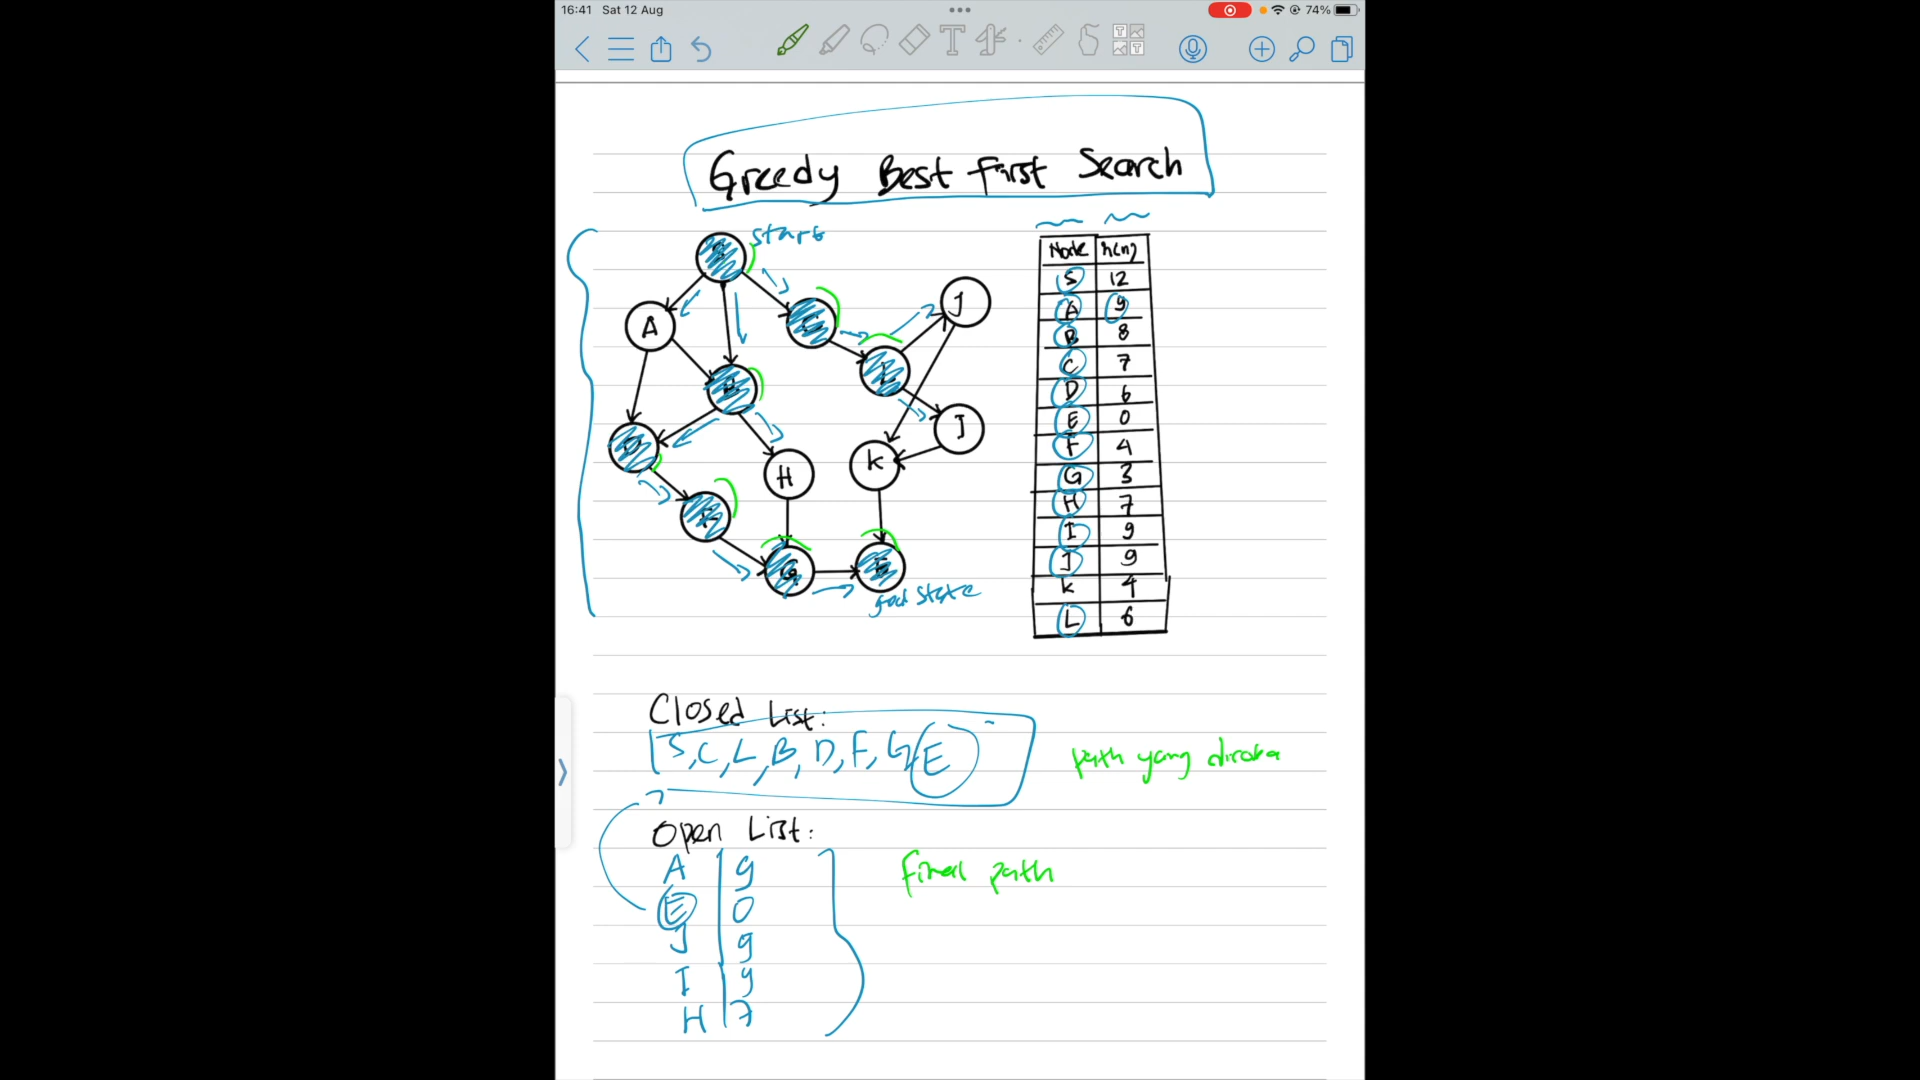 16:41 Sat 12 Aug
74%
Greedy Best First Search
start
A
J
H
K
J
goal state
Node h(n)
S 12
A 9
B 8
C 7
D 6
E 0
F 4
G 3
H 7
I 9
J 9
K 4
L 6
Closed List:
S, C, L, B, D, F, G, E
path yang dicoba
Open List:
A 9
E 0
J 9
I 9
H 7
final path